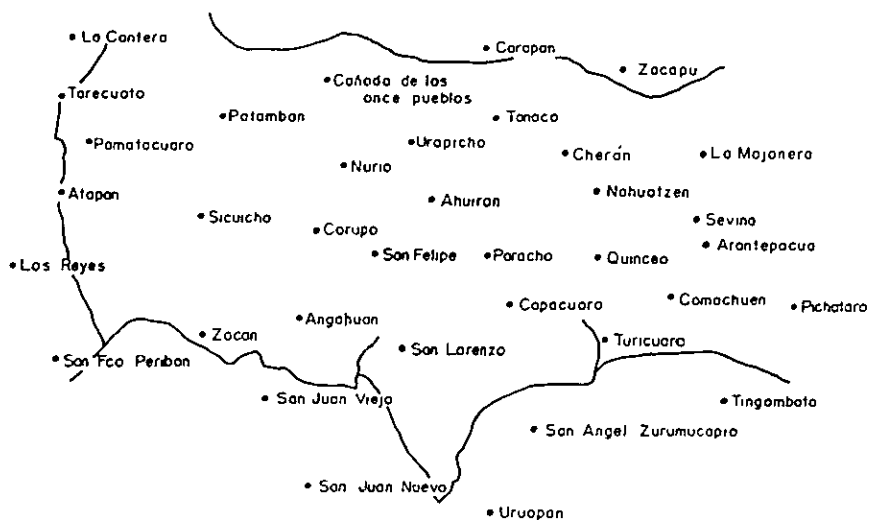 La Cantera
Carapan
Zacapu
Cañada de los
once pueblos
Tarecuato
Patamban
Tanaco
Pamatacuaro
Urapicho
Cherán
La Mojonera
Nurio
Atapan
Ahuiran
Nahuatzen
Sicuicho
Sevina
Corupo
Arantepacua
San Felipe
Paracho
Quinceo
Los Reyes
Capacuaro
Comachuen
Pichataro
Angahuan
Zacan
Turicuaro
San Lorenzo
San Fco Periban
San Juan Viejo
Tingambato
San Angel Zurumucapio
San Juan Nuevo
Uruapan